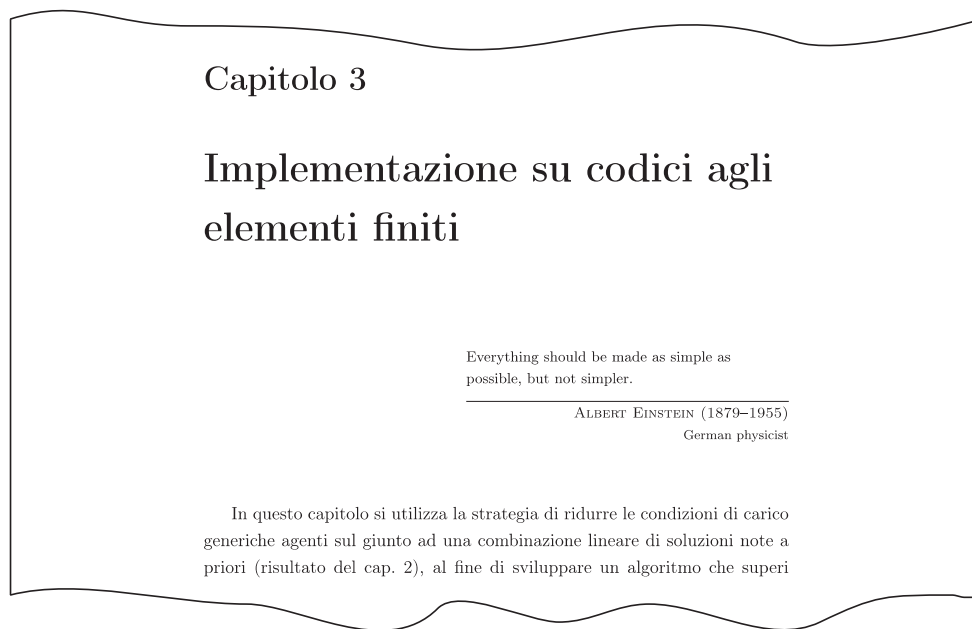 Capitolo 3
Implementazione su codici agli
elementi finiti
Everything should be made as simple as
possible, but not simpler.
Albert Einstein (1879–1955)
German physicist
In questo capitolo si utilizza la strategia di ridurre le condizioni di carico
generiche agenti sul giunto ad una combinazione lineare di soluzioni note a
priori (risultato del cap. 2), al fine di sviluppare un algoritmo che superi